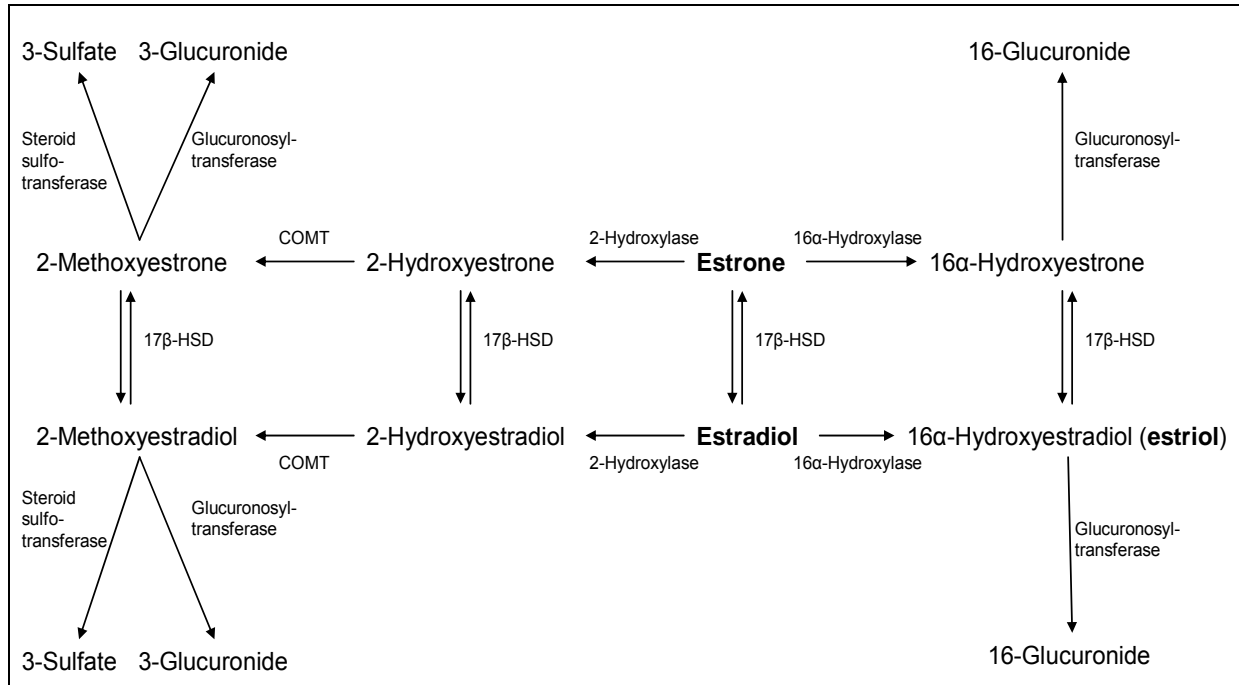 3-Sulfate 3-Glucuronide 16-Glucuronide
Steroid
sulfo-
transferase
Glucuronosyl-
transferase
Glucuronosyl-
transferase
COMT 2-Hydroxylase 16α-Hydroxylase
2-Methoxyestrone 2-Hydroxyestrone Estrone 16α-Hydroxyestrone
17β-HSD 17β-HSD 17β-HSD 17β-HSD
2-Methoxyestradiol 2-Hydroxyestradiol Estradiol 16α-Hydroxyestradiol (estriol)
COMT 2-Hydroxylase 16α-Hydroxylase
Steroid
sulfo-
transferase
Glucuronosyl-
transferase
Glucuronosyl-
transferase
3-Sulfate 3-Glucuronide 16-Glucuronide